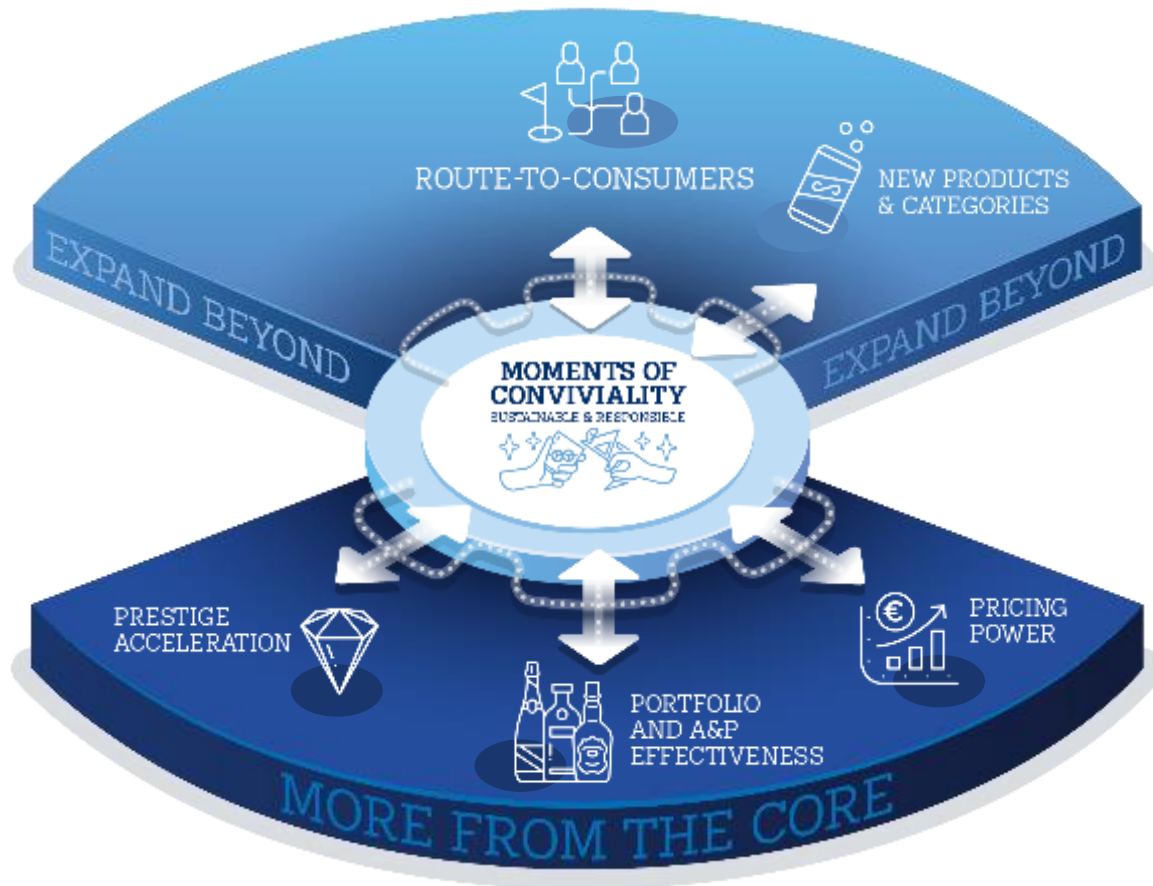 ROUTE-TO-CONSUMERS
NEW PRODUCTS
& CATEGORIES
EXPAND BEYOND
EXPAND BEYOND
MOMENTS OF
CONVIVIALITY
SUSTAINABLE & RESPONSIBLE
PRESTIGE
ACCELERATION
€
PRICING
POWER
PORTFOLIO
AND A&P
EFFECTIVENESS
MORE FROM THE CORE